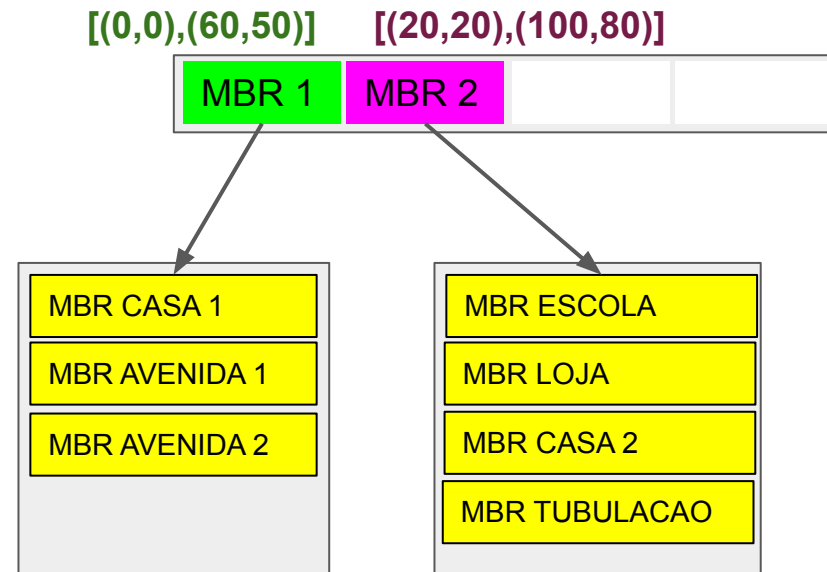 [(0,0),(60,50)] [(20,20),(100,80)]
MBR 1 MBR 2
MBR CASA 1
MBR AVENIDA 1
MBR AVENIDA 2
MBR ESCOLA
MBR LOJA
MBR CASA 2
MBR TUBULACAO